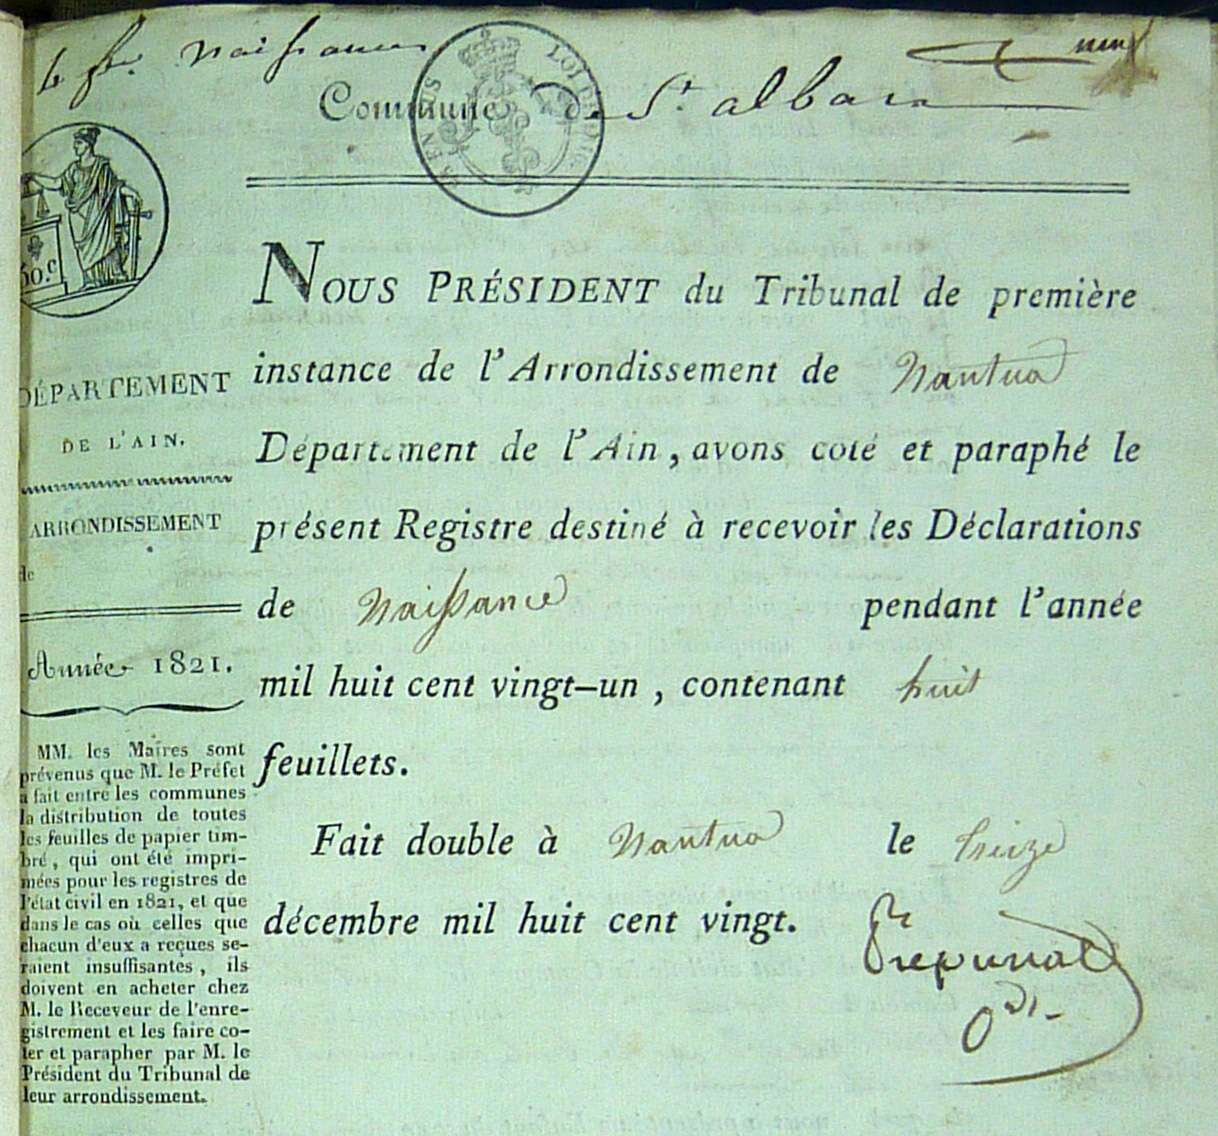 naissance
Commune de St. alban
DÉPARTEMENT
DE L'AIN.
ARRONDISSEMENT
de
Année 1821.
MM. les Maires sont
prévenus que M. le Préfet
a fait entre les communes
la distribution de toutes
les feuilles de papier tim-
bré, qui ont été impri-
mées pour les registres de
l'état civil en 1821, et que
dans le cas où celles que
chacun d'eux a reçues se-
raient insuffisantes, ils
doivent en acheter chez
M. le Receveur de l'enre-
gistrement et les faire co-
ter et parapher par M. le
Président du Tribunal de
leur arrondissement.
NOUS PRÉSIDENT du Tribunal de première
instance de l'Arrondissement de Nantua
Département de l'Ain, avons coté et paraphé le
présent Registre destiné à recevoir les Déclarations
de Naissance pendant l'année
mil huit cent vingt-un, contenant huit
feuillets.
Fait double à Nantua le
décembre mil huit cent vingt.